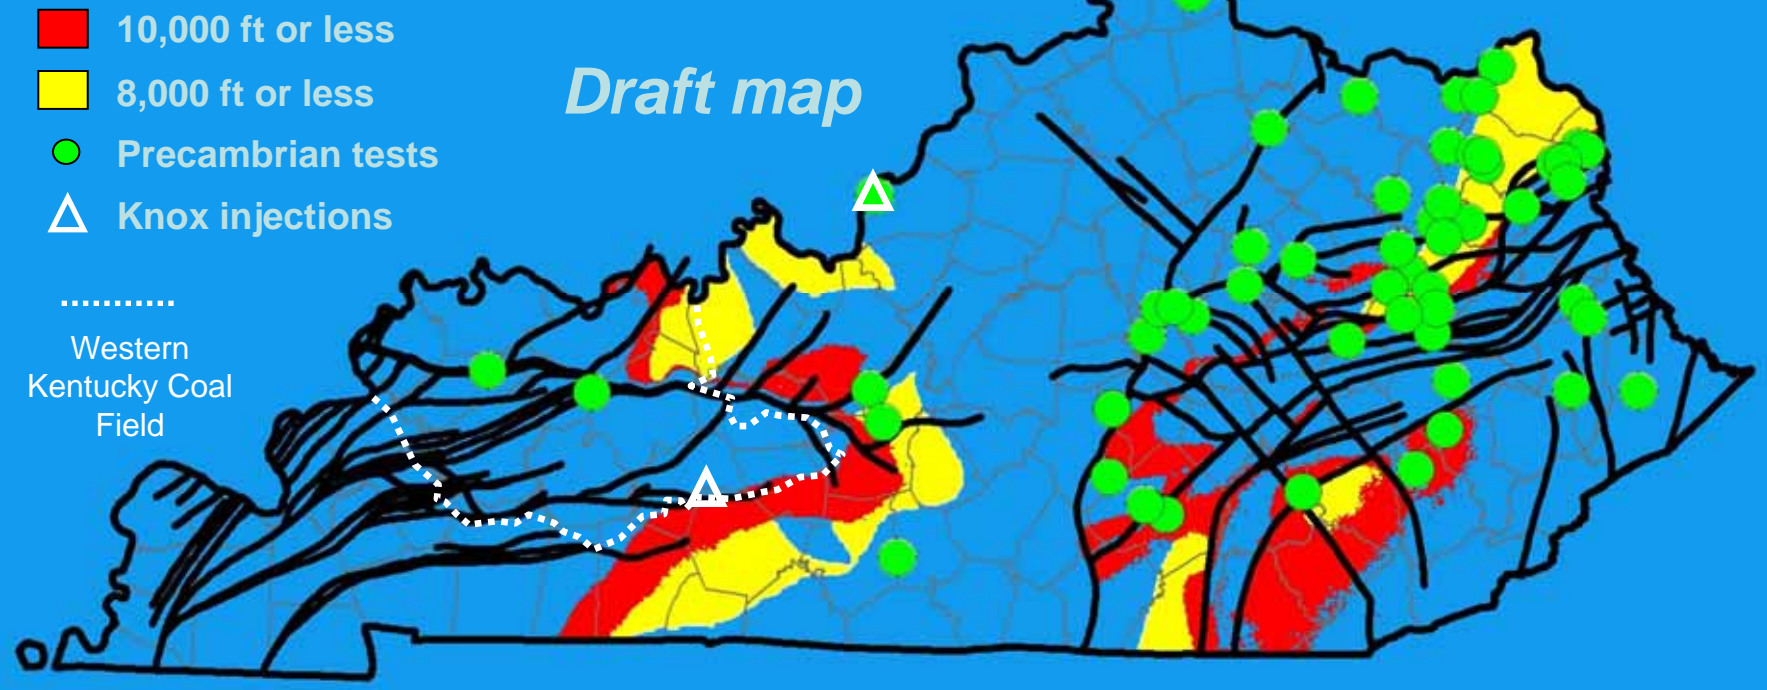 10,000 ft or less
Draft map
8,000 ft or less
Precambrian tests
Knox injections
Western
Kentucky Coal
Field